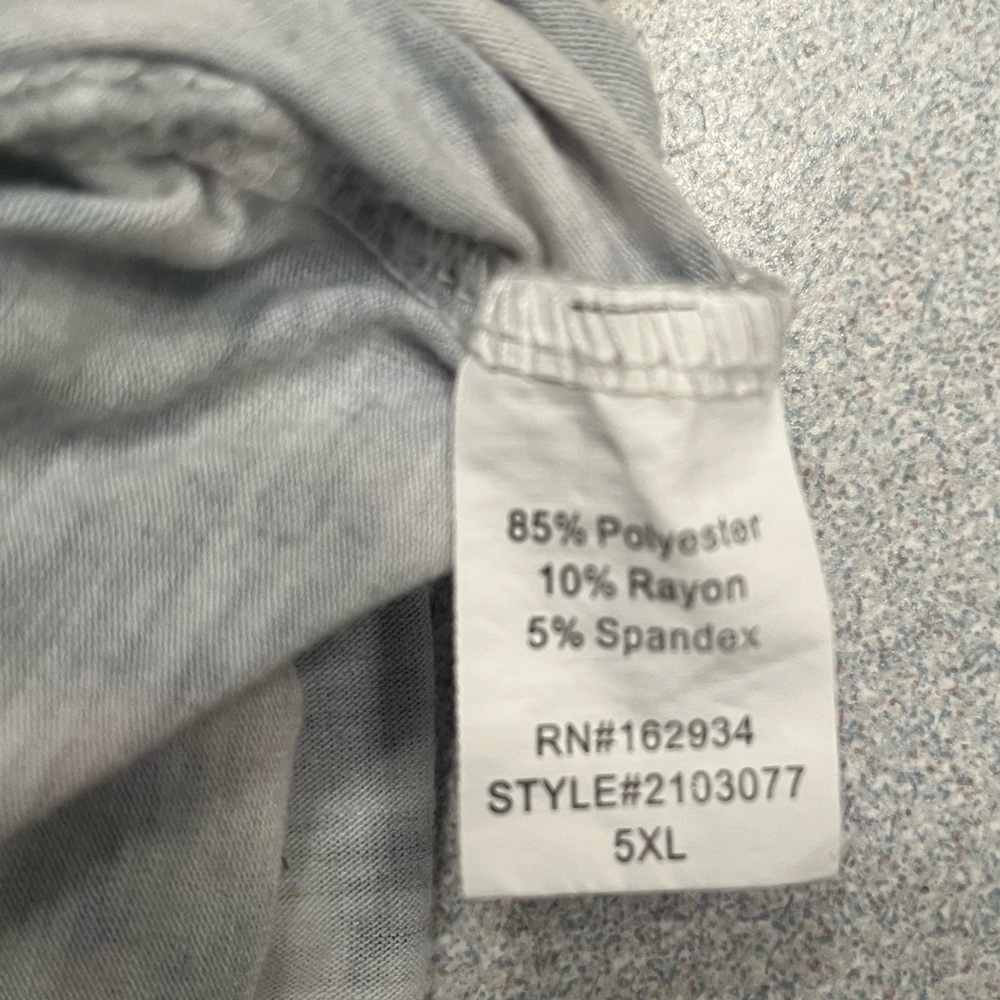 85% Polyester
10% Rayon
5% Spandex
RN#162934
STYLE#2103077
5XL